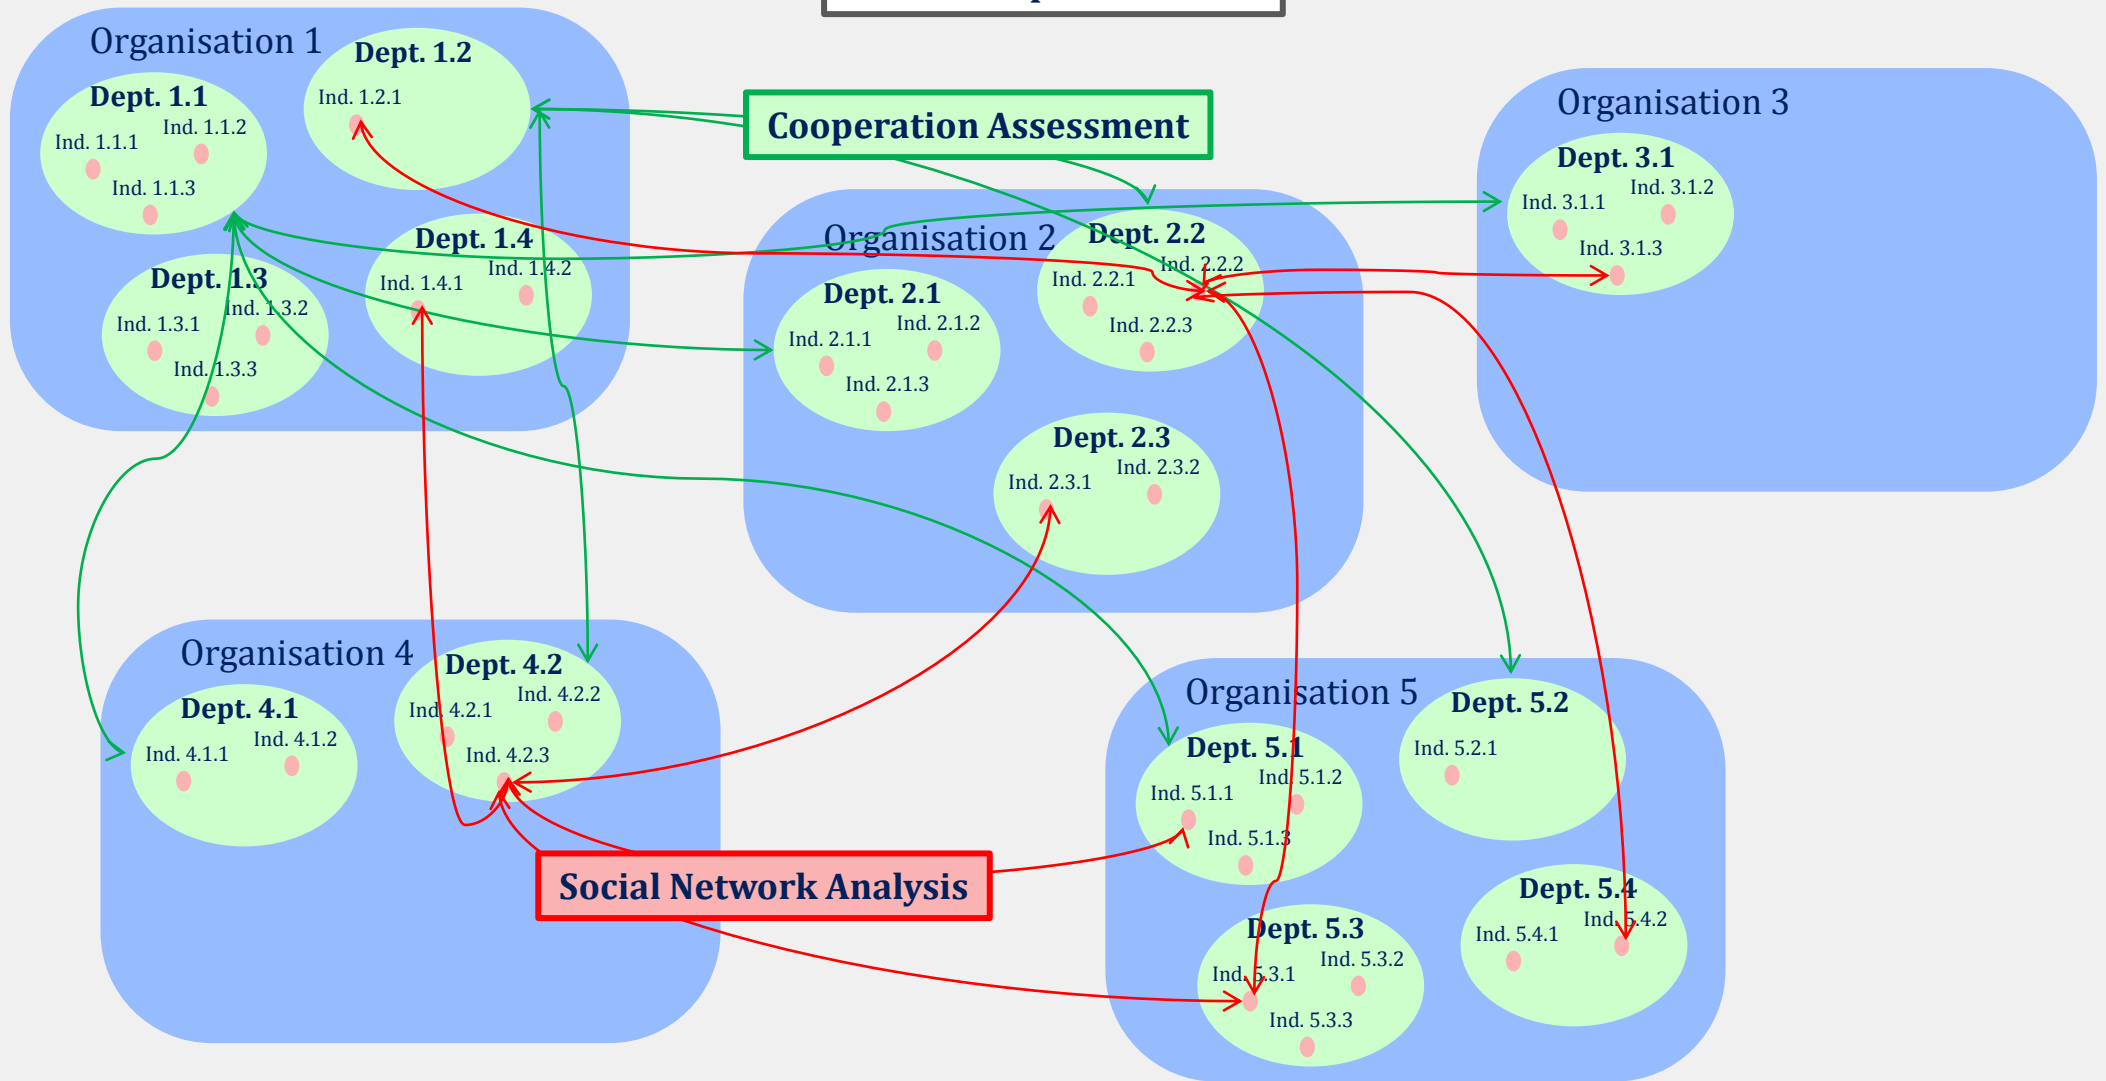 Organisation 1
Dept. 1.2
Ind. 1.2.1
Dept. 1.1
Ind. 1.1.1
Ind. 1.1.2
Ind. 1.1.3
Dept. 1.4
Ind. 1.4.1
Ind. 1.4.2
Dept. 1.3
Ind. 1.3.1
Ind. 1.3.2
Ind. 1.3.3
Cooperation Assessment
Organisation 2
Dept. 2.2
Ind. 2.2.1
Ind. 2.2.2
Ind. 2.2.3
Dept. 2.1
Ind. 2.1.1
Ind. 2.1.2
Ind. 2.1.3
Dept. 2.3
Ind. 2.3.1
Ind. 2.3.2
Organisation 3
Dept. 3.1
Ind. 3.1.1
Ind. 3.1.2
Ind. 3.1.3
Organisation 4
Dept. 4.2
Ind. 4.2.1
Ind. 4.2.2
Ind. 4.2.3
Dept. 4.1
Ind. 4.1.1
Ind. 4.1.2
Social Network Analysis
Organisation 5
Dept. 5.2
Ind. 5.2.1
Dept. 5.1
Ind. 5.1.1
Ind. 5.1.2
Ind. 5.1.3
Dept. 5.4
Ind. 5.4.1
Ind. 5.4.2
Dept. 5.3
Ind. 5.3.1
Ind. 5.3.2
Ind. 5.3.3